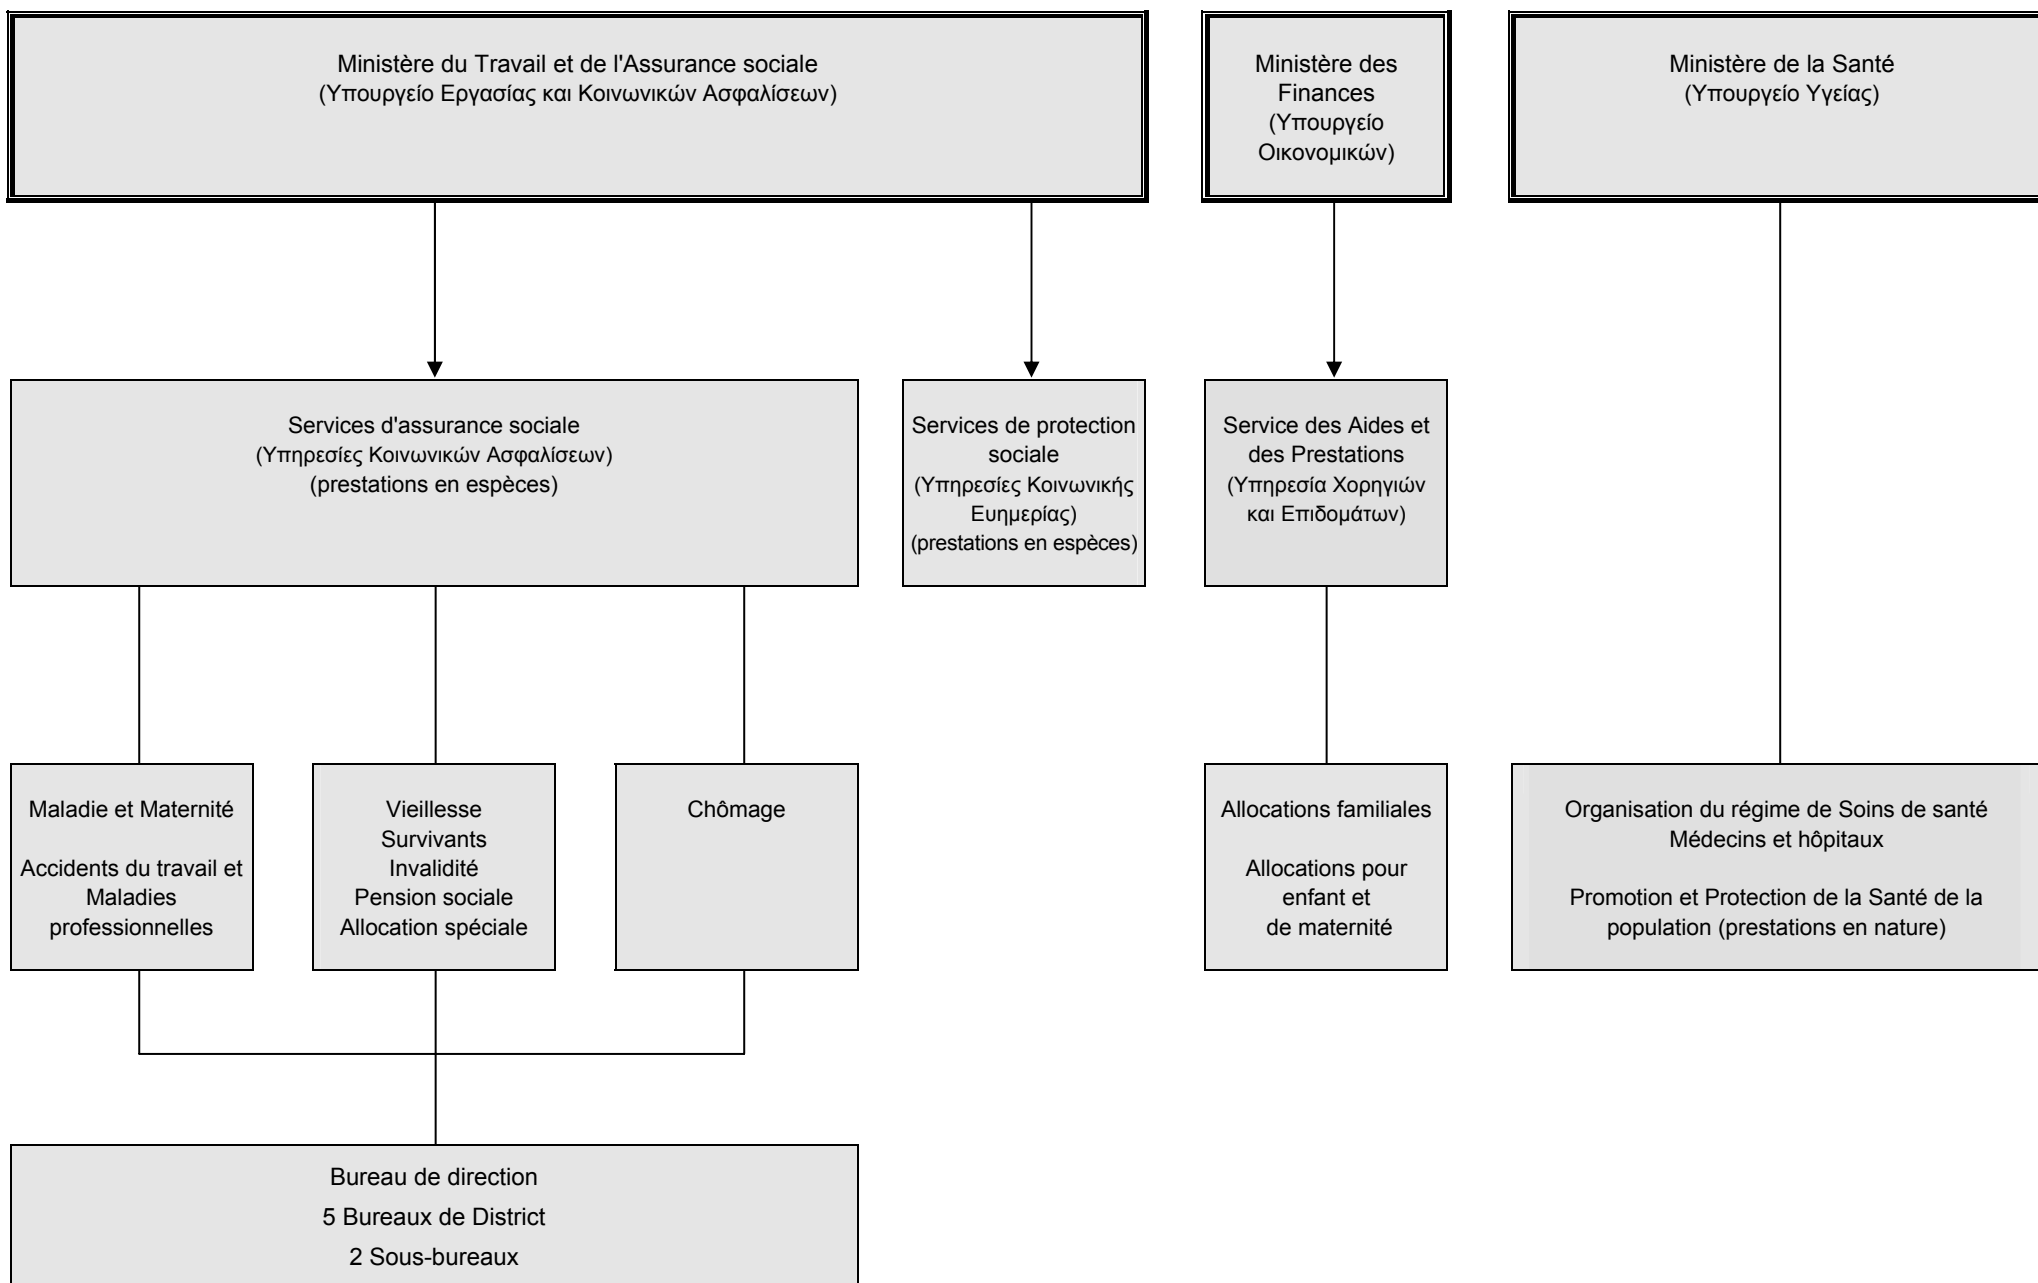 Ministère du Travail et de l'Assurance sociale
(Υπουργείο Εργασίας και Κοινωνικών Ασφαλίσεων)
Ministère des
Finances
(Υπουργείο
Οικονομικών)
Ministère de la Santé
(Υπουργείο Υγείας)
Services d'assurance sociale
(Υπηρεσίες Κοινωνικών Ασφαλίσεων)
(prestations en espèces)
Services de protection
sociale
(Υπηρεσίες Κοινωνικής
Ευημερίας)
(prestations en espèces)
Service des Aides et
des Prestations
(Υπηρεσία Χορηγιών
και Επιδομάτων)
Maladie et Maternité
Accidents du travail et
Maladies
professionnelles
Vieillesse
Survivants
Invalidité
Pension sociale
Allocation spéciale
Chômage
Allocations familiales
Allocations pour
enfant et
de maternité
Organisation du régime de Soins de santé
Médecins et hôpitaux
Promotion et Protection de la Santé de la
population (prestations en nature)
Bureau de direction
5 Bureaux de District
2 Sous-bureaux